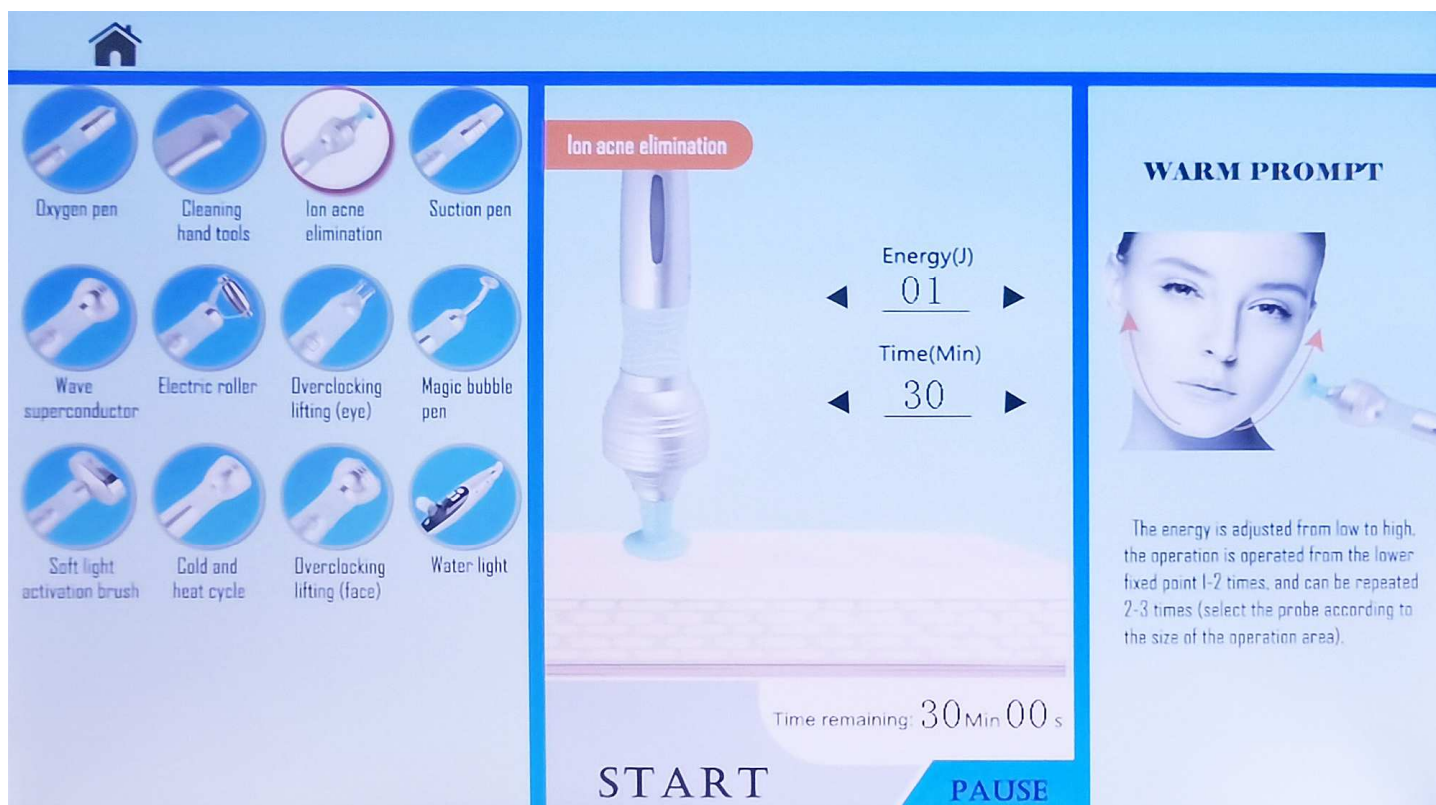 Oxygen pen
Cleaning
hand tools
Ion acne
elimination
Suction pen
Wave
superconductor
Electric roller
Overclocking
lifting (eye)
Magic bubble
pen
Soft light
activation brush
Cold and
heat cycle
Overclocking
lifting (face)
Water light
Ion acne elimination
Energy(J)
01
Time(Min)
30
Time remaining: 30 Min 00 s
START
PAUSE
WARM PROMPT
The energy is adjusted from low to high,
the operation is operated from the lower
fixed point 1-2 times, and can be repeated
2-3 times (select the probe according to
the size of the operation area).